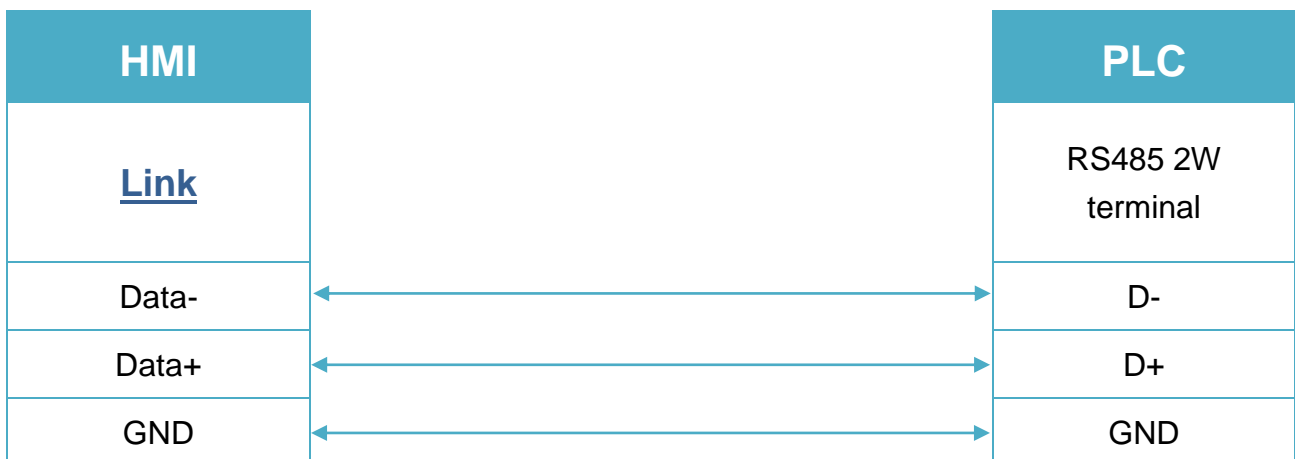 HMI PLC
Link RS485 2W
terminal
Data- D-
Data+ D+
GND GND